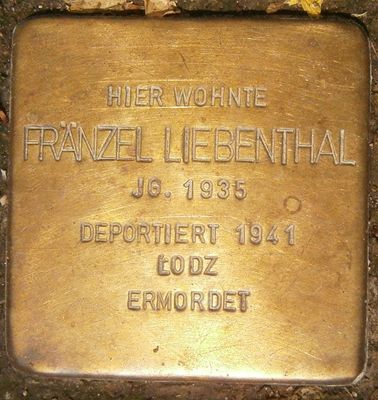 HIER WOHNTE
FRÄNZEL LIEBENTHAL
JG. 1935
DEPORTIERT 1941
ŁODZ
ERMORDET